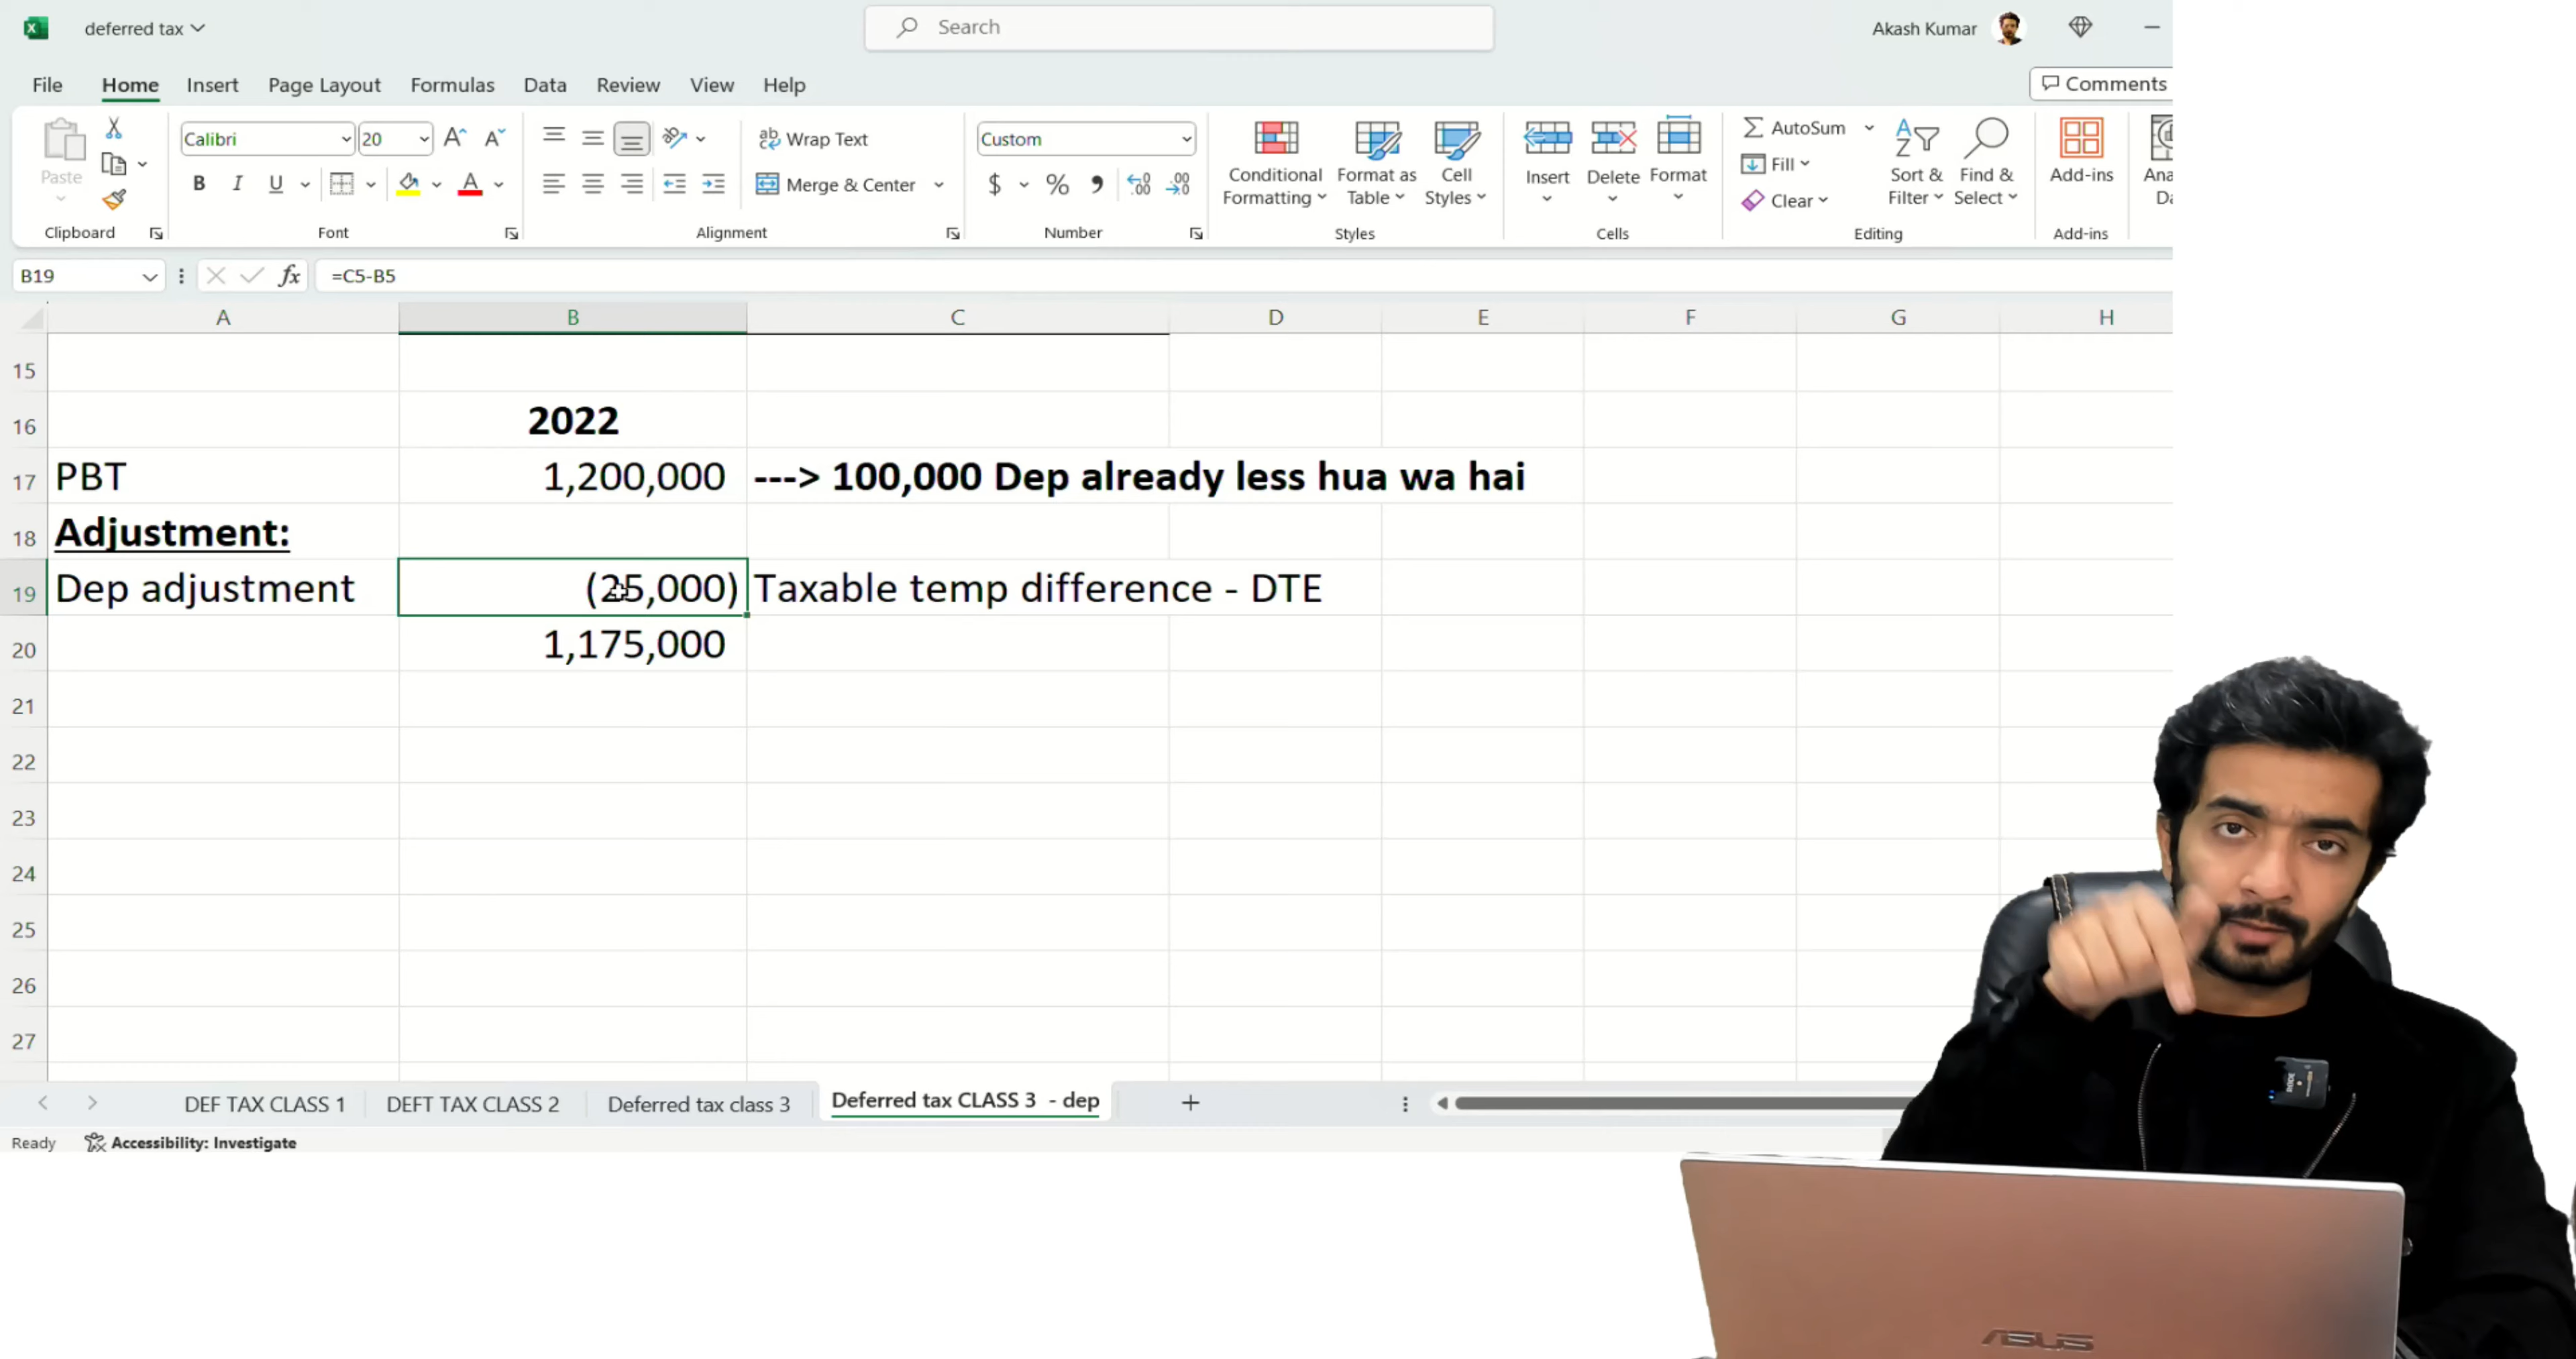 deferred tax
Search
Akash Kumar
File Home Insert Page Layout Formulas Data Review View Help
Comments
Paste
Calibri 20
B I U
Wrap Text
Merge & Center
Custom
$ % ,
Conditional Formatting
Format as Table
Cell Styles
Insert
Delete
Format
AutoSum
Fill
Clear
Sort & Filter
Find & Select
Add-ins
Clipboard Font Alignment Number Styles Cells Editing Add-ins
B19 fx =C5-B5
A B C D E F G H
15
16 2022
17 PBT 1,200,000 ---> 100,000 Dep already less hua wa hai
18 Adjustment:
19 Dep adjustment (25,000) Taxable temp difference - DTE
20 1,175,000
21
22
23
24
25
26
27
DEF TAX CLASS 1 DEFT TAX CLASS 2 Deferred tax class 3 Deferred tax CLASS 3 - dep
Ready Accessibility: Investigate
RODE
ASUS